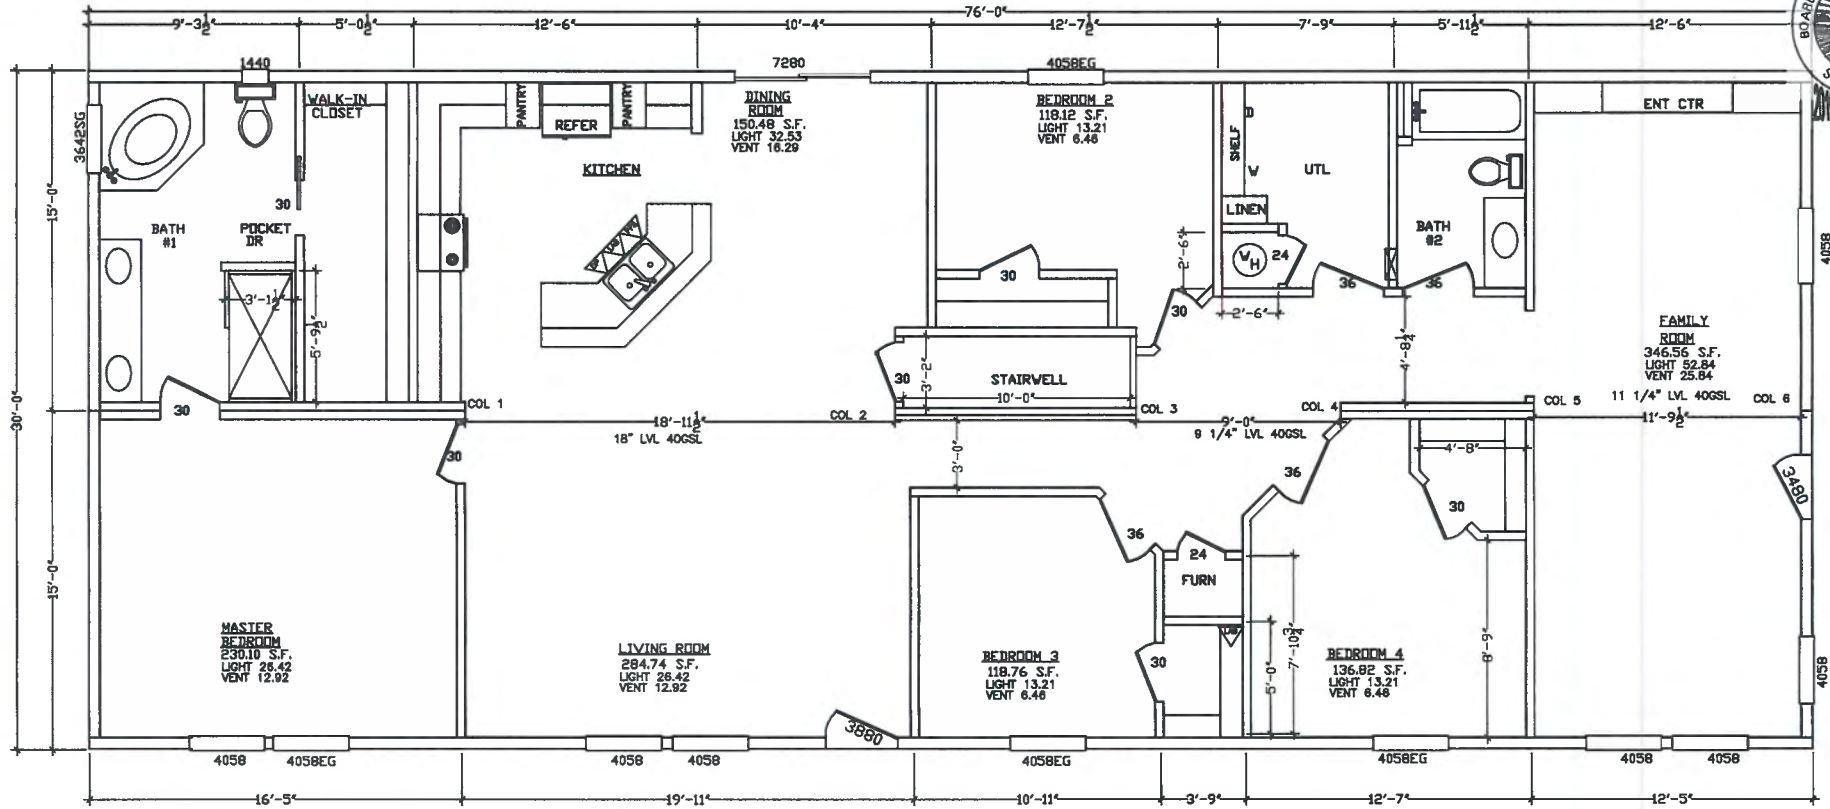 76'-0"
9'-3 1/2"
5'-0 1/2"
12'-6"
10'-4"
12'-7 1/2"
7'-9"
5'-11 1/2"
12'-6"
1440
7280
4058EG
3642SG
WALK-IN
CLOSET
PANTRY
REFER
PANTRY
KITCHEN
DINING
ROOM
150.48 S.F.
LIGHT 32.53
VENT 16.29
BEDROOM 2
118.12 S.F.
LIGHT 13.21
VENT 6.46
SHELF
D
W
UTL
LINEN
W
H
24
ENT CTR
BATH
#1
POCKET
DR
30
BATH
#2
30'-0"
15'-0"
15'-0"
3'-1 1/2"
5'-9 1/2"
30
30
2'-6"
2'-6"
30
36
36
4'-8 1/2"
4058
FAMILY
ROOM
346.56 S.F.
LIGHT 52.84
VENT 25.84
STAIRWELL
30
3'-2"
10'-0"
COL 1
18'-11 1/2"
18" LVL 40GSL
COL 2
COL 3
9'-0"
9 1/4" LVL 40GSL
COL 4
COL 5
11 1/4" LVL 40GSL
COL 6
11'-9 1/2"
30
3'-0"
36
4'-8"
30
3480
36
24
FURN
MASTER
BEDROOM
230.10 S.F.
LIGHT 26.42
VENT 12.92
LIVING ROOM
284.74 S.F.
LIGHT 26.42
VENT 12.92
BEDROOM 3
118.76 S.F.
LIGHT 13.21
VENT 6.46
30
5'-0"
7'-10 3/4"
BEDROOM 4
136.82 S.F.
LIGHT 13.21
VENT 6.46
8'-9"
4058
3880
4058
4058EG
4058
4058
4058EG
4058EG
4058
4058
16'-5"
19'-11"
10'-11"
3'-9"
12'-7"
12'-5"